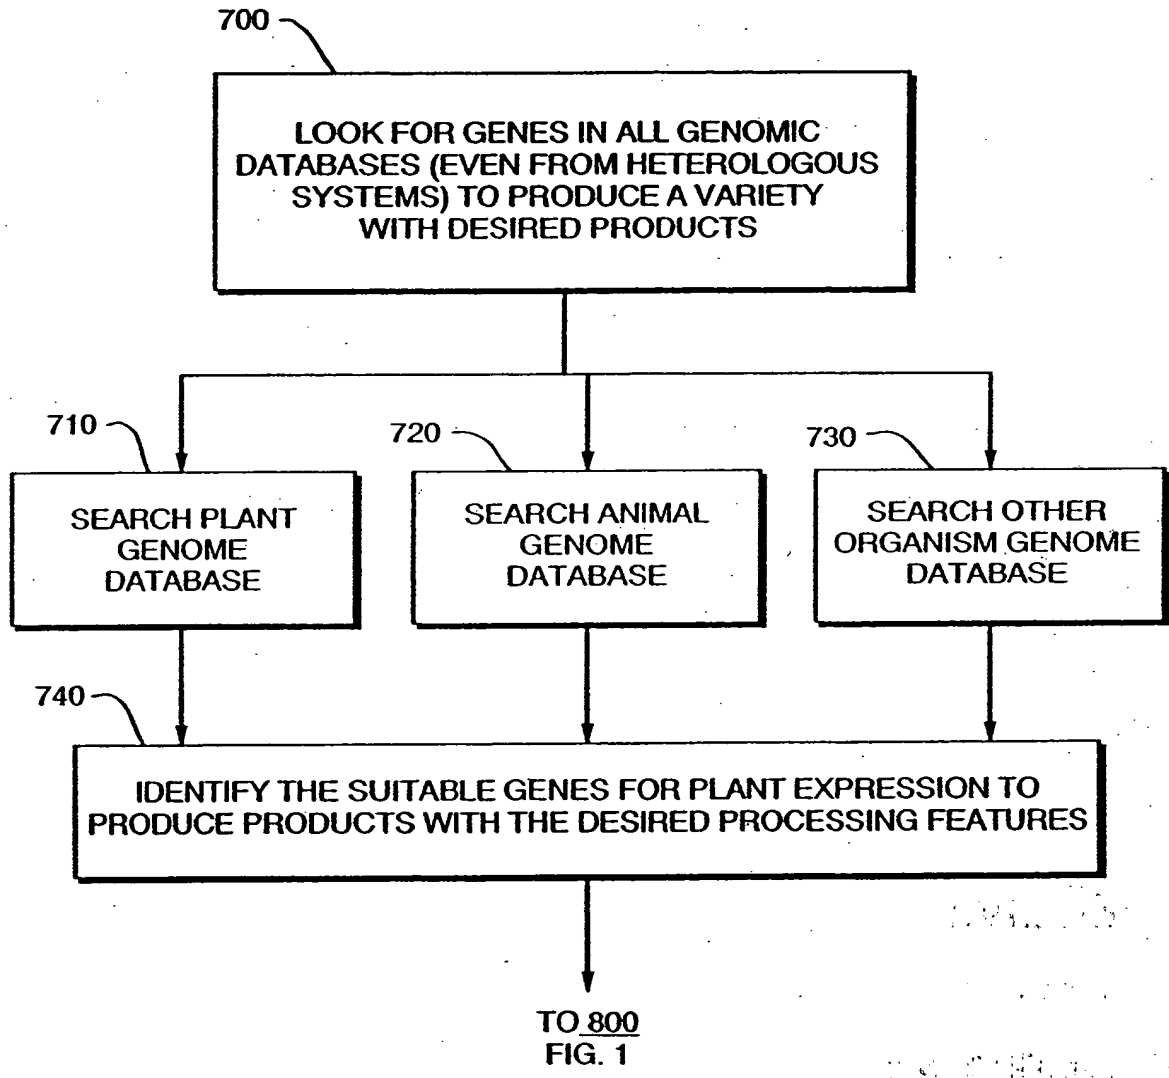 700
LOOK FOR GENES IN ALL GENOMIC
DATABASES (EVEN FROM HETEROLOGOUS
SYSTEMS) TO PRODUCE A VARIETY
WITH DESIRED PRODUCTS
710
SEARCH PLANT
GENOME
DATABASE
720
SEARCH ANIMAL
GENOME
DATABASE
730
SEARCH OTHER
ORGANISM GENOME
DATABASE
740
IDENTIFY THE SUITABLE GENES FOR PLANT EXPRESSION TO
PRODUCE PRODUCTS WITH THE DESIRED PROCESSING FEATURES
TO 800
FIG. 1